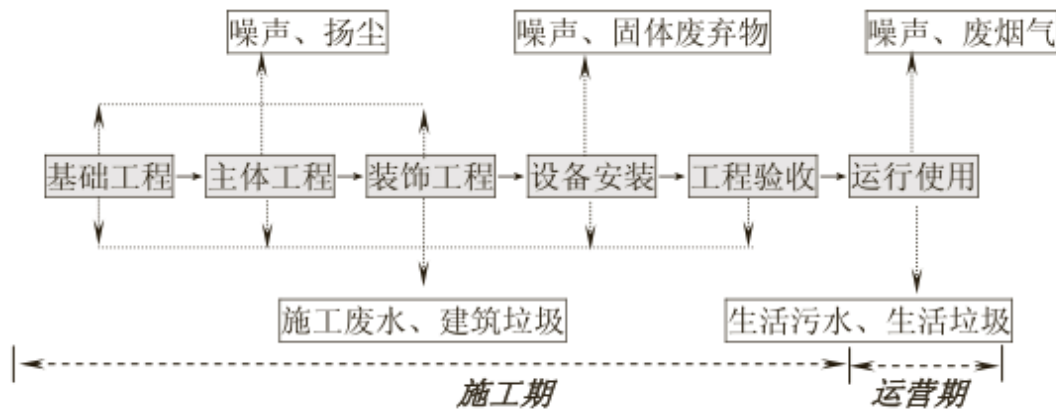 噪声、扬尘
噪声、固体废弃物
噪声、废烟气
基础工程
主体工程
装饰工程
设备安装
工程验收
运行使用
施工废水、建筑垃圾
生活污水、生活垃圾
施工期
运营期